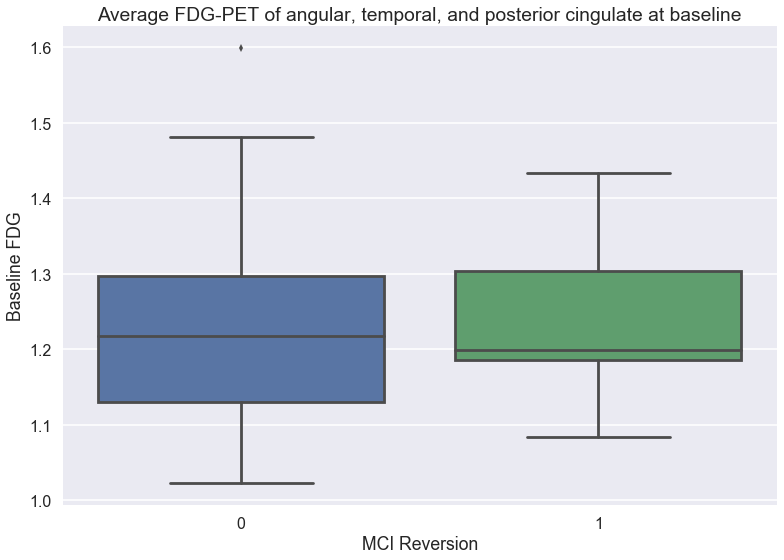 Average FDG-PET of angular, temporal, and posterior cingulate at baseline
1.6
1.5
1.4
1.3
1.2
1.1
1.0
Baseline FDG
0 1
MCI Reversion